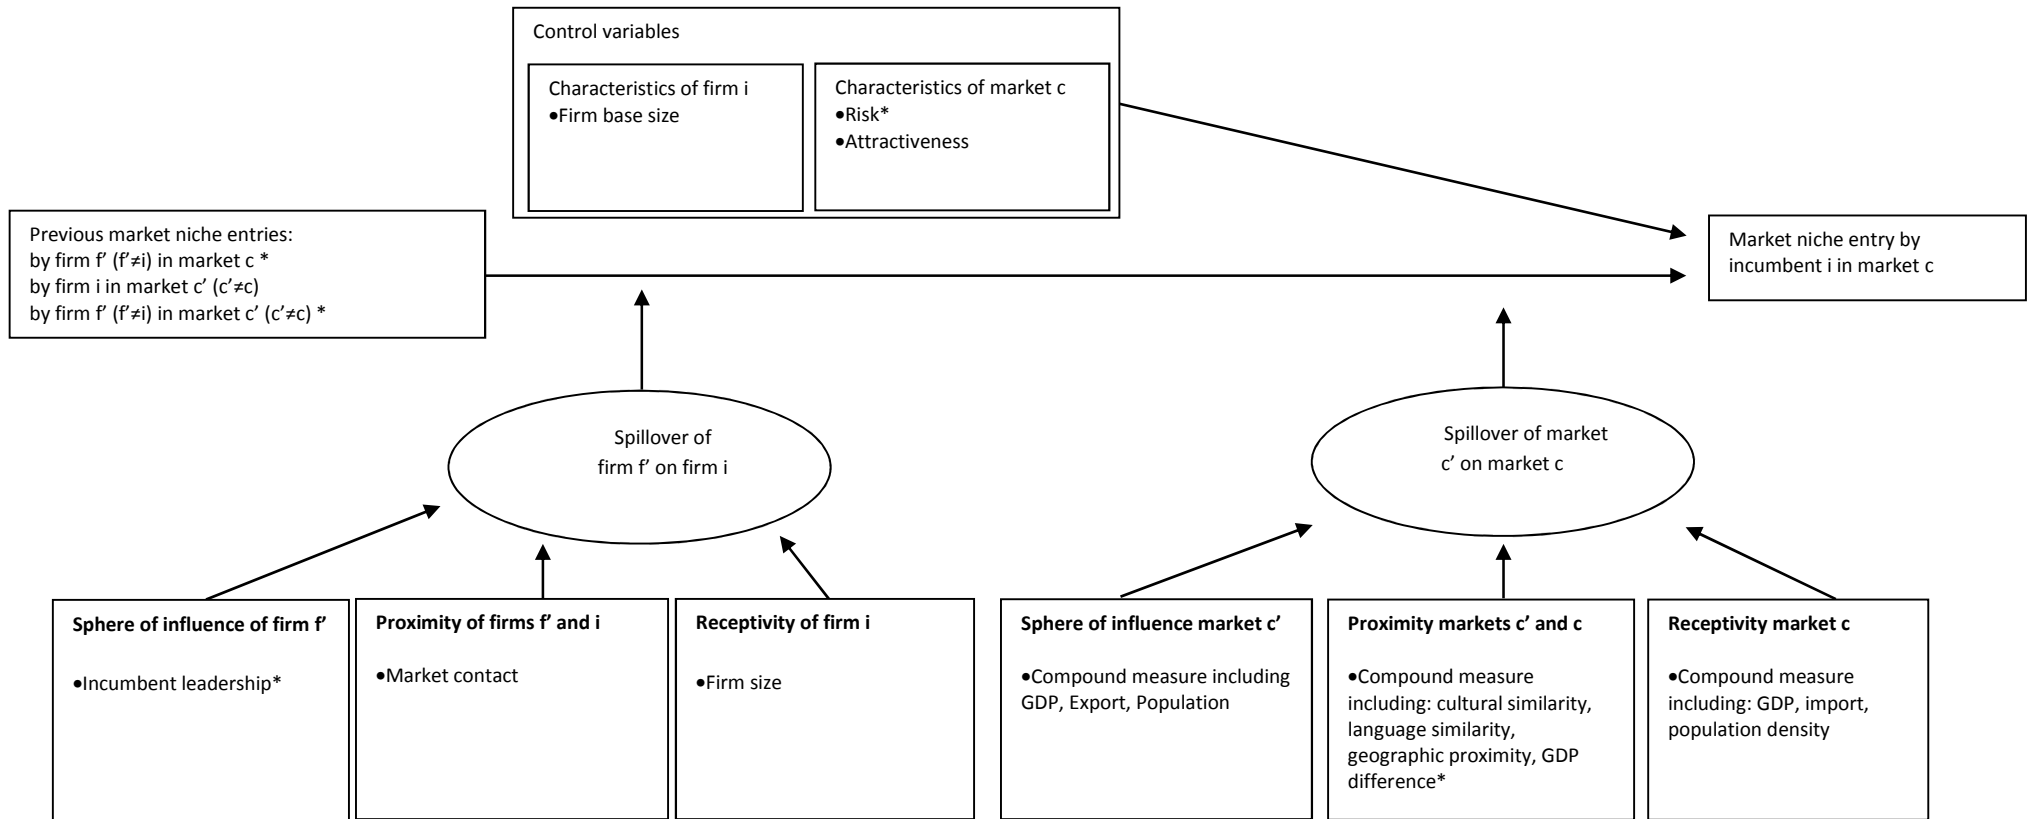 Control variables
Characteristics of firm i
•Firm base size
Characteristics of market c
•Risk*
•Attractiveness
Previous market niche entries:
by firm f’ (f’≠i) in market c *
by firm i in market c’ (c’≠c)
by firm f’ (f’≠i) in market c’ (c’≠c) *
Market niche entry by
incumbent i in market c
Spillover of
firm f’ on firm i
Spillover of market
c’ on market c
Sphere of influence of firm f’
•Incumbent leadership*
Proximity of firms f’ and i
•Market contact
Receptivity of firm i
•Firm size
Sphere of influence market c’
•Compound measure including
GDP, Export, Population
Proximity markets c’ and c
•Compound measure
including: cultural similarity,
language similarity,
geographic proximity, GDP
difference*
Receptivity market c
•Compound measure
including: GDP, import,
population density